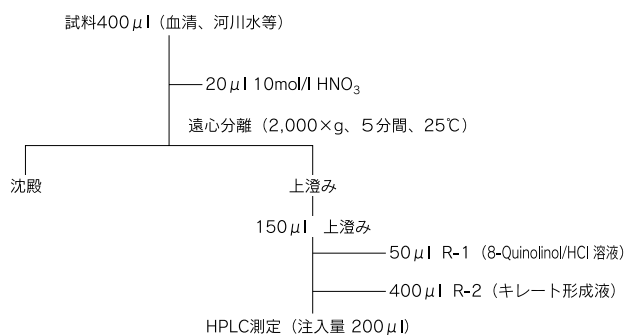 試料400μl（血清、河川水等）
20μl 10mol/l HNO₃
遠心分離（2,000×g、5分間、25℃）
沈殿
上澄み
150μl 上澄み
50μl R-1（8-Quinolinol/HCl 溶液）
400μl R-2（キレート形成液）
HPLC測定（注入量 200μl）